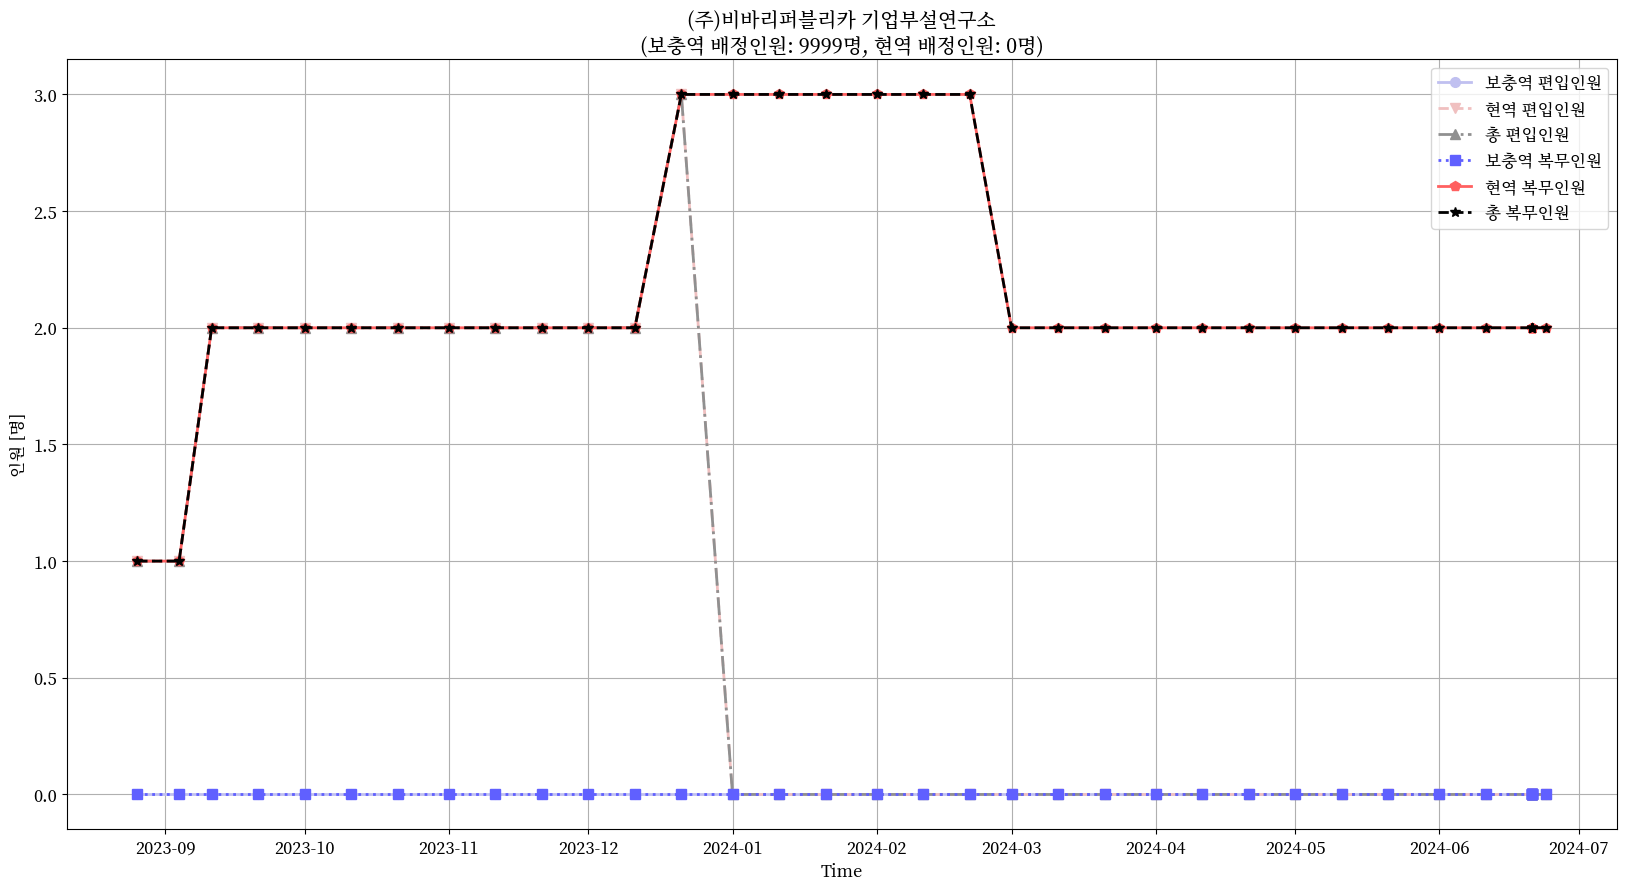 (주)비바리퍼블리카 기업부설연구소
(보충역 배정인원: 9999명, 현역 배정인원: 0명)
보충역 편입인원
현역 편입인원
총 편입인원
보충역 복무인원
현역 복무인원
총 복무인원
인원 [명]
3.0
2.5
2.0
1.5
1.0
0.5
0.0
2023-09 2023-10 2023-11 2023-12 2024-01 2024-02 2024-03 2024-04 2024-05 2024-06 2024-07
Time